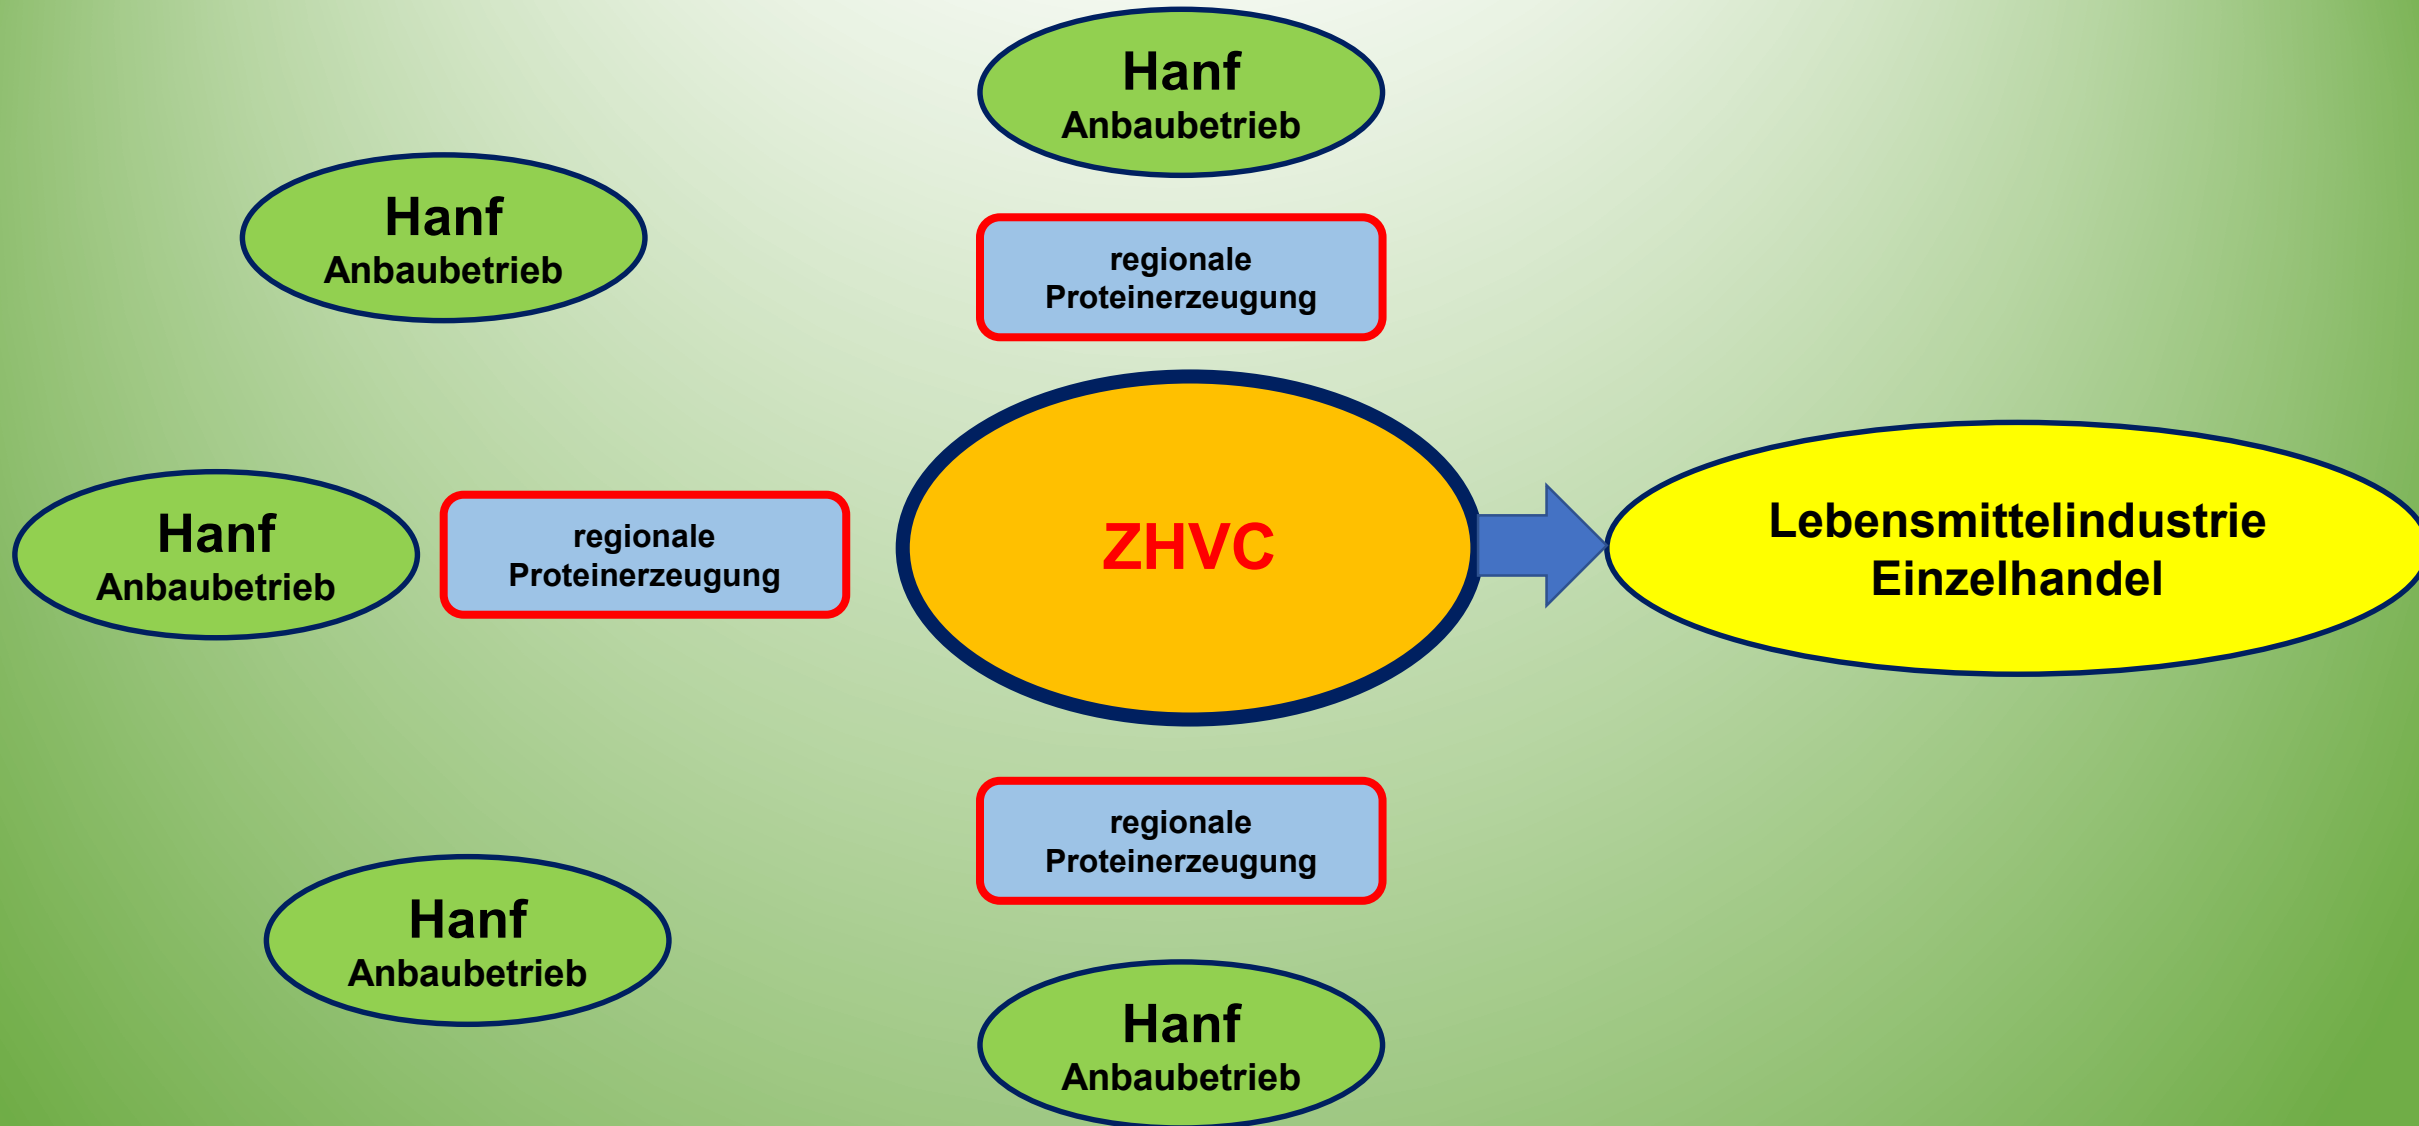 Hanf
Anbaubetrieb
Hanf
Anbaubetrieb
regionale
Proteinerzeugung
Hanf
Anbaubetrieb
regionale
Proteinerzeugung
ZHVC
Lebensmittelindustrie
Einzelhandel
regionale
Proteinerzeugung
Hanf
Anbaubetrieb
Hanf
Anbaubetrieb